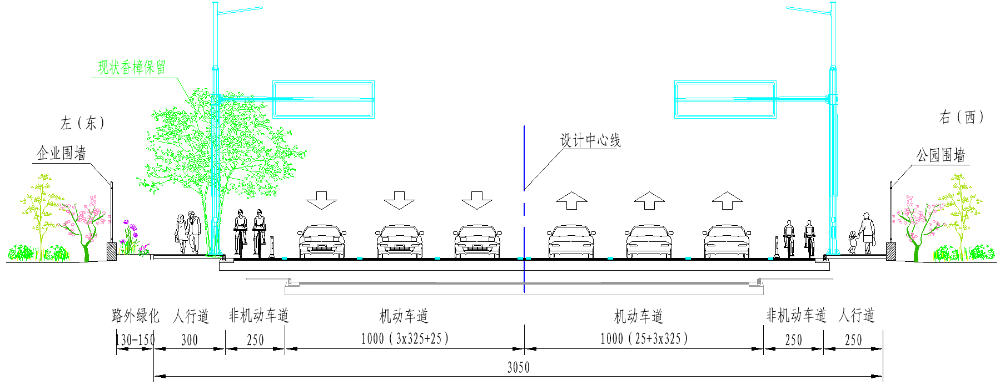 现状香樟保留
左（东）
右（西）
企业围墙
设计中心线
公园围墙
路外绿化
人行道
非机动车道
机动车道
机动车道
非机动车道
人行道
130-150
300
250
1000（3x325+25）
1000（25+3x325）
250
250
3050